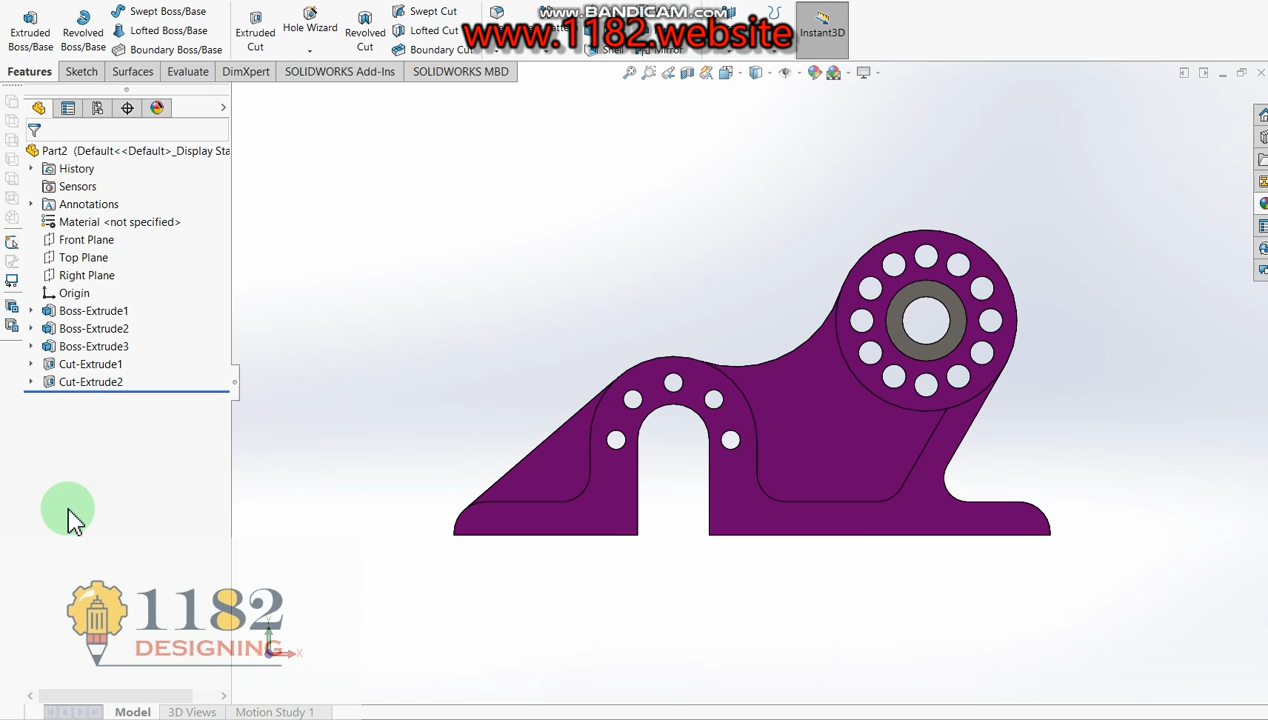 www.BANDICAM.com
www.1182.website
Extruded Boss/Base
Revolved Boss/Base
Swept Boss/Base
Lofted Boss/Base
Boundary Boss/Base
Extruded Cut
Hole Wizard
Revolved Cut
Swept Cut
Lofted Cut
Boundary Cut
Shell
Mirror
Instant3D
Features
Sketch
Surfaces
Evaluate
DimXpert
SOLIDWORKS Add-Ins
SOLIDWORKS MBD
Part2 (Default<<Default>_Display Sta
History
Sensors
Annotations
Material <not specified>
Front Plane
Top Plane
Right Plane
Origin
Boss-Extrude1
Boss-Extrude2
Boss-Extrude3
Cut-Extrude1
Cut-Extrude2
1182
DESIGNING
X
Model
3D Views
Motion Study 1